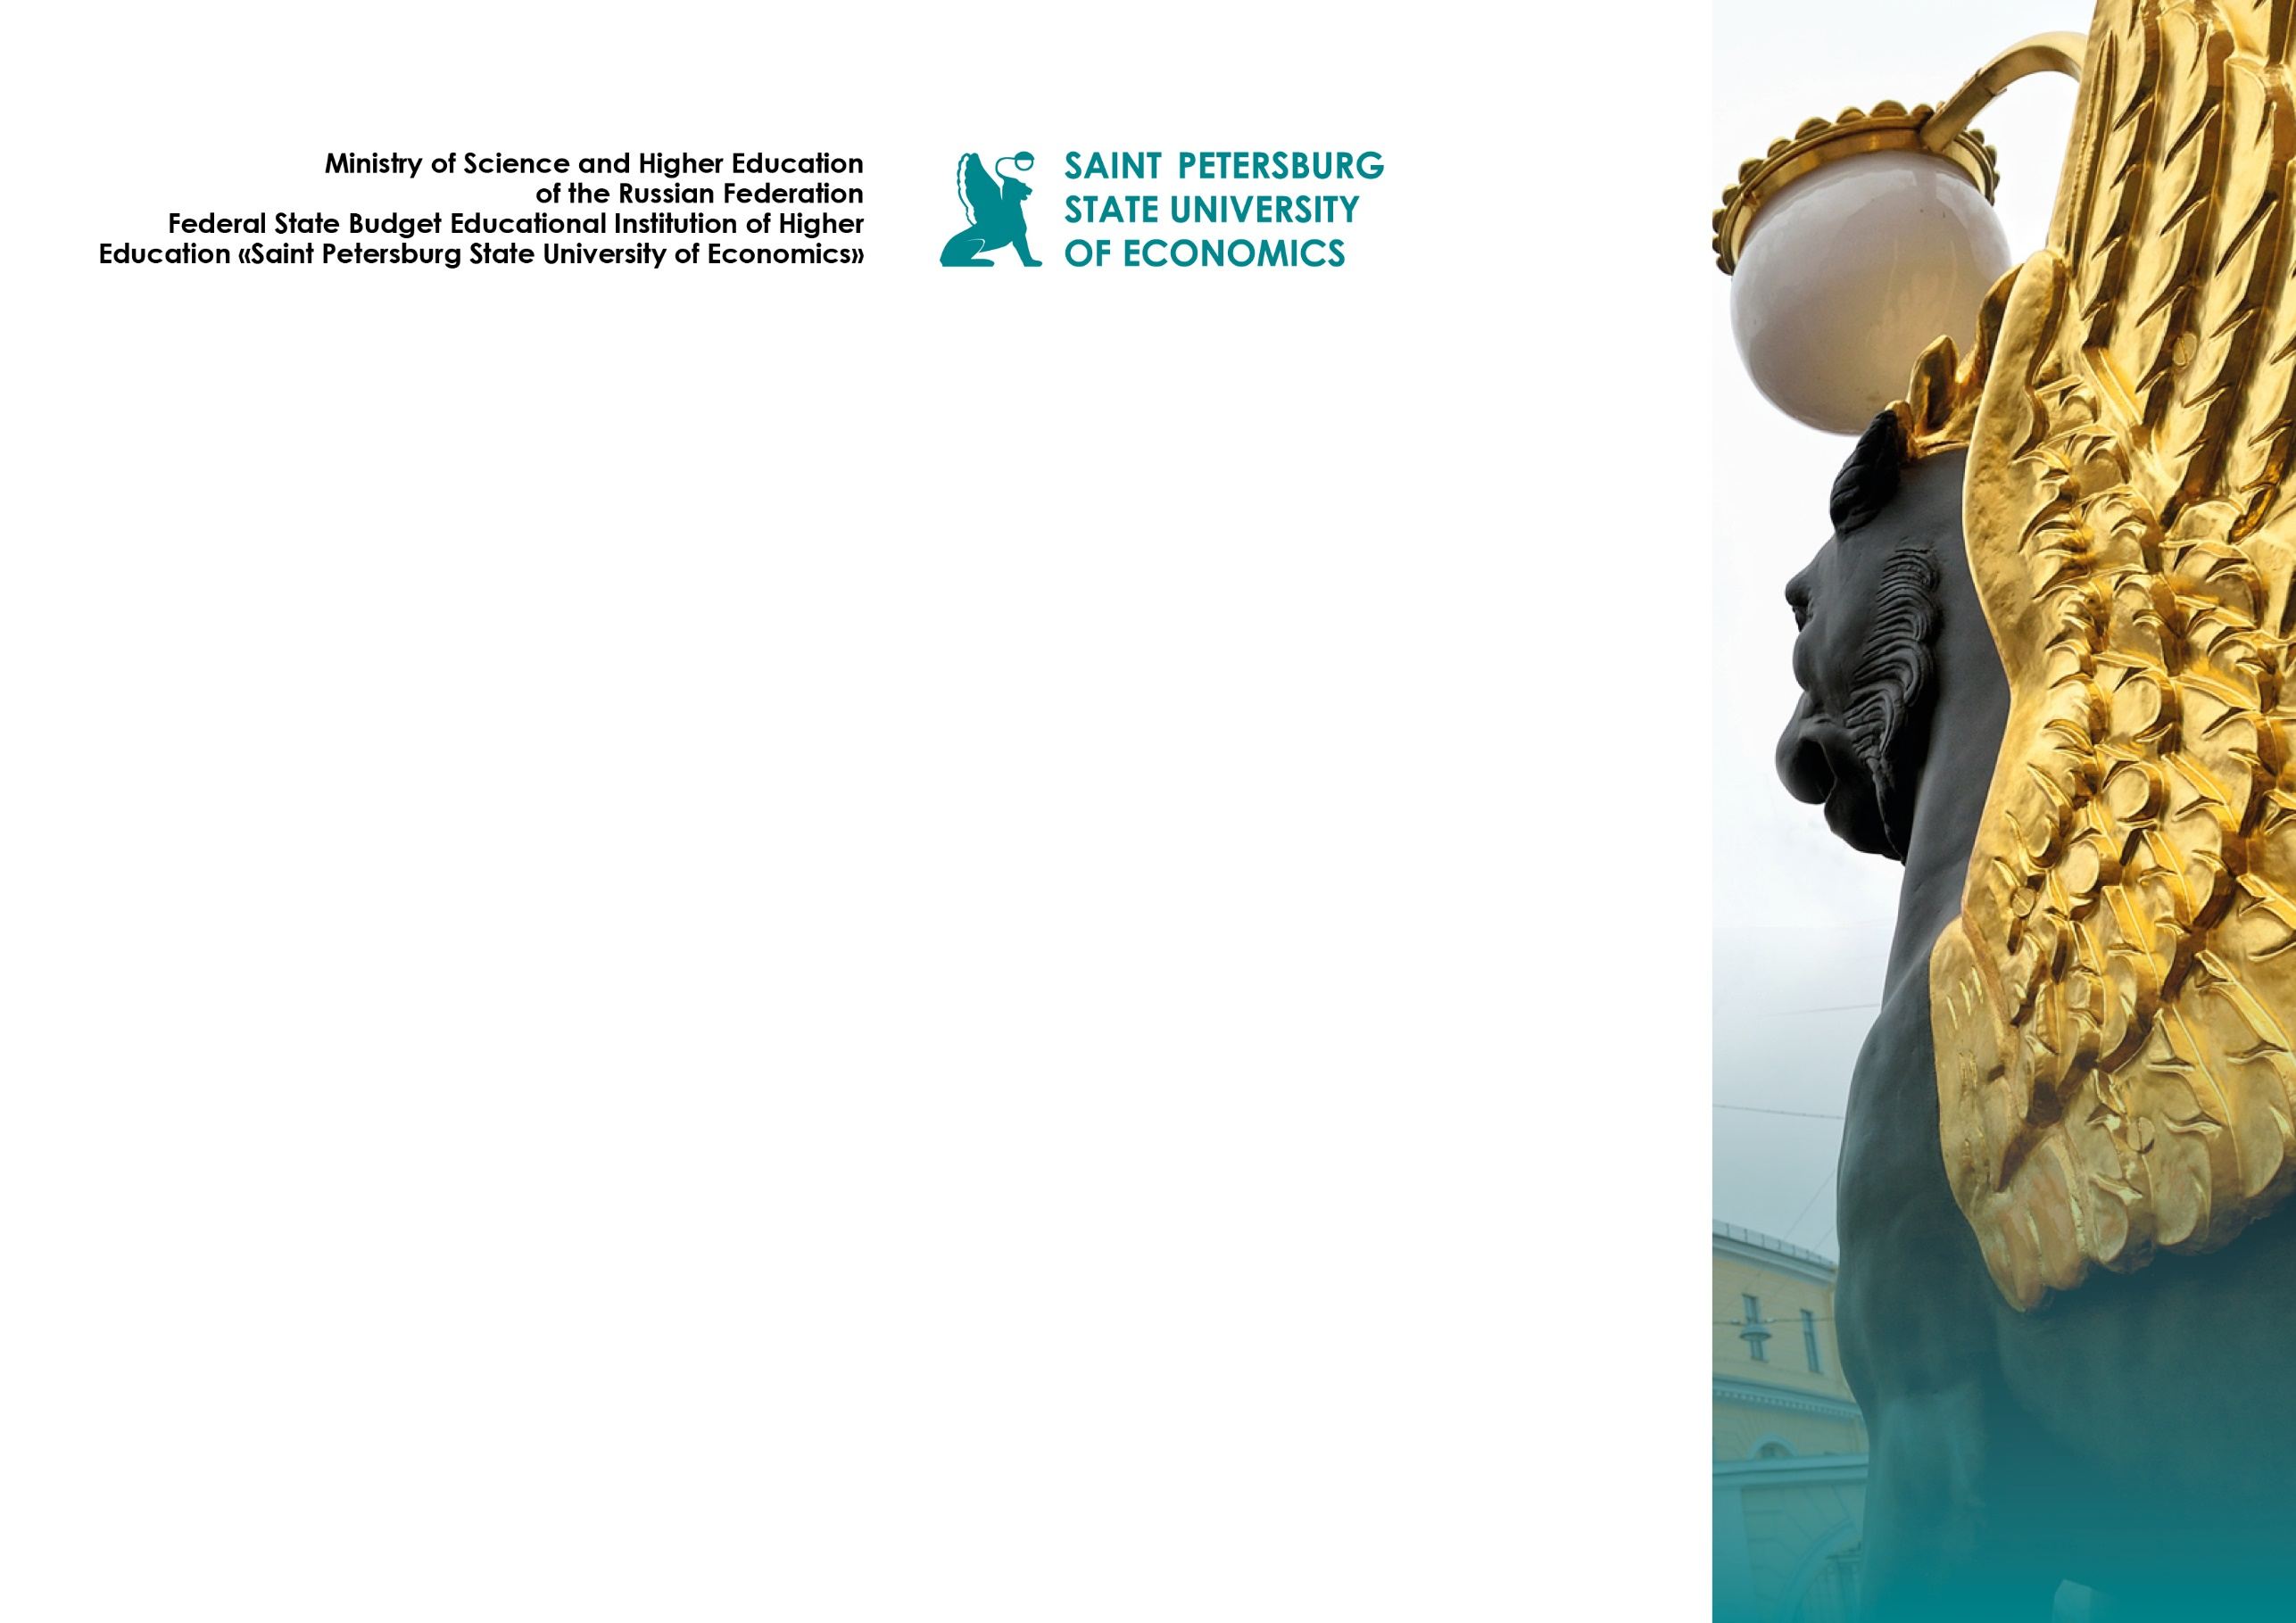 Ministry of Science and Higher Education
of the Russian Federation
Federal State Budget Educational Institution of Higher
Education «Saint Petersburg State University of Economics»
SAINT PETERSBURG
STATE UNIVERSITY
OF ECONOMICS